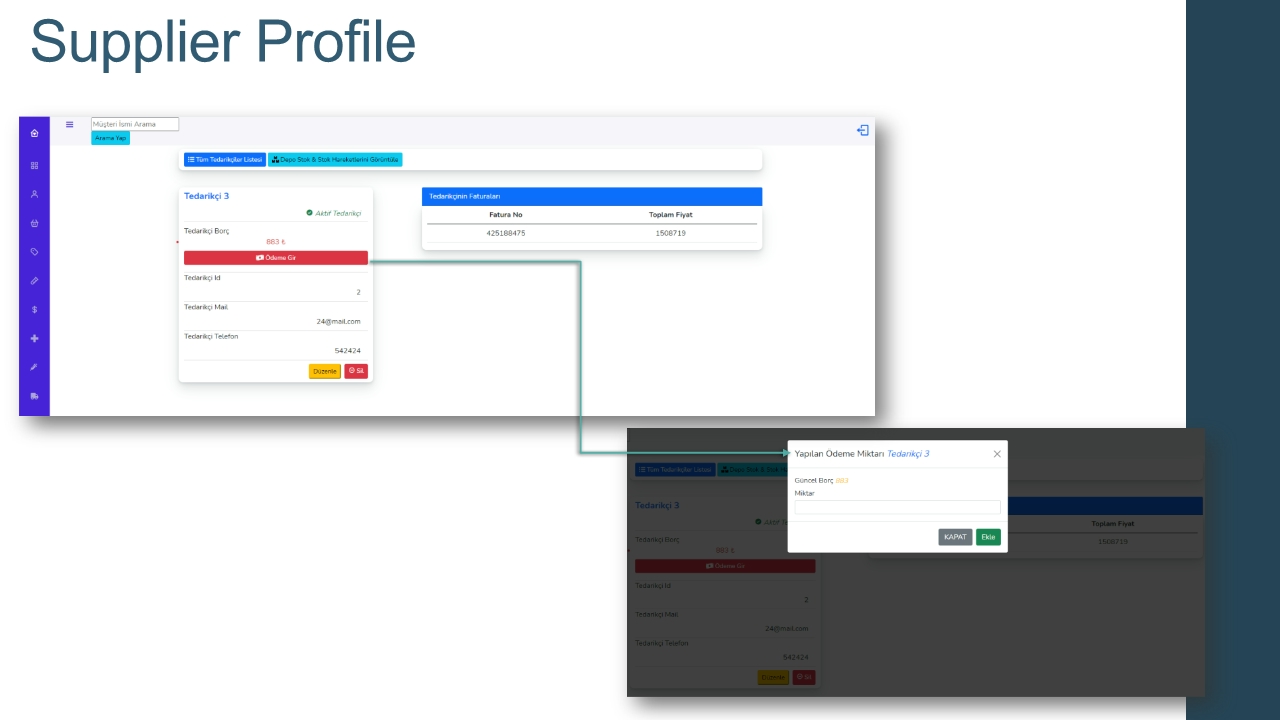 Supplier Profile
Müşteri İsmi Arama
Arama Yap
Tüm Tedarikçiler Listesi
Depo Stok & Stok Harekatlerini Görüntüle
Tedarikçi 3
Aktif Tedarikçi
Tedarikçi Borç
883 ₺
Ödeme Gir
Tedarikçi Id
2
Tedarikçi Mail
24@mail.com
Tedarikçi Telefon
542424
Düzenle
Sil
Tedarikçinin Faturaları
Fatura No Toplam Fiyat
425188475 1508719
Yapılan Ödeme Miktarı Tedarikçi 3
Güncel Borç 883
Miktar
KAPAT Ekle
Tüm Tedarikçiler Listesi
Depo Stok & Stok
Tedarikçi 3
Aktif
Tedarikçi Borç
883 ₺
Ödeme Gir
Tedarikçi Id
2
Tedarikçi Mail
24@mail.com
Tedarikçi Telefon
542424
Düzenle
Sil
Toplam Fiyat
1508719